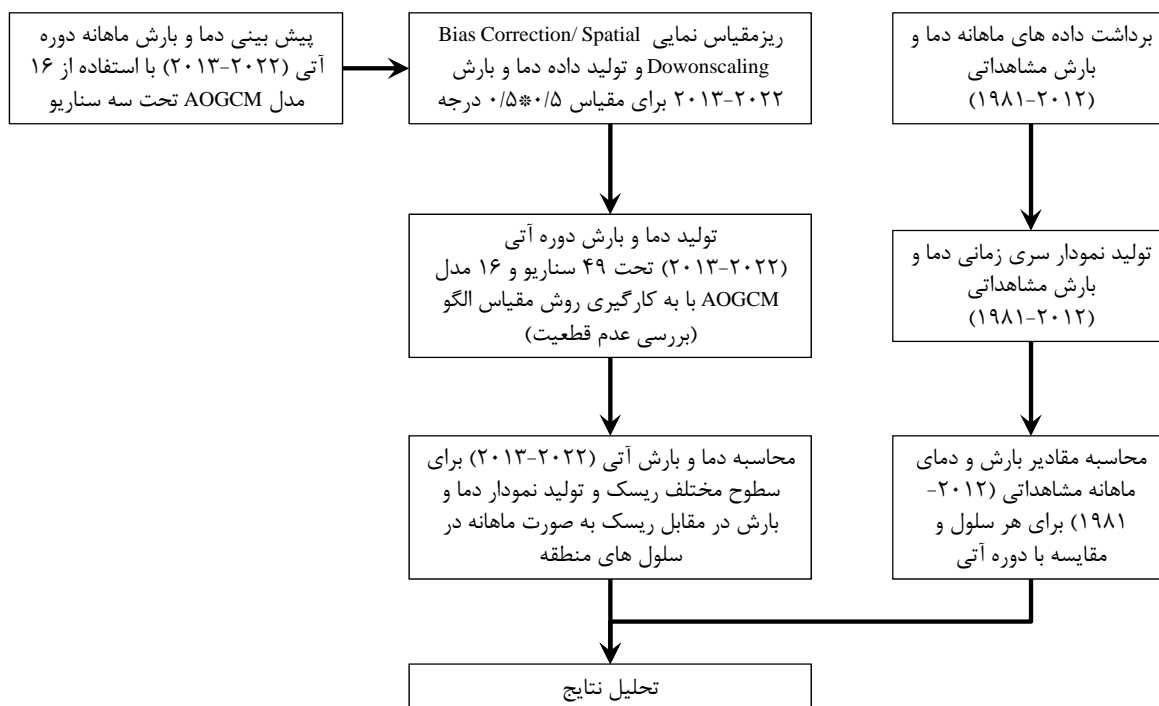 برداشت داده های ماهانه دما و
بارش مشاهداتی
(۱۹۸۱-۲۰۱۲)
ریزمقیاس نمایی Bias Correction/ Spatial
Dowonscaling و تولید داده دما و بارش
۲۰۱۳-۲۰۲۲ برای مقیاس ۰/۵*۰/۵ درجه
پیش بینی دما و بارش ماهانه دوره
آتی (۲۰۱۳-۲۰۲۲) با استفاده از ۱۶
مدل AOGCM تحت سه سناریو
تولید نمودار سری زمانی دما و
بارش مشاهداتی
(۱۹۸۱-۲۰۱۲)
تولید دما و بارش دوره آتی
(۲۰۱۳-۲۰۲۲) تحت ۴۹ سناریو و ۱۶ مدل
AOGCM با به کارگیری روش مقیاس الگو
(بررسی عدم قطعیت)
محاسبه مقادیر بارش و دمای
ماهانه مشاهداتی (۲۰۱۲-
۱۹۸۱) برای هر سلول و
مقایسه با دوره آتی
محاسبه دما و بارش آتی (۲۰۱۳-۲۰۲۲) برای
سطوح مختلف ریسک و تولید نمودار دما و
بارش در مقابل ریسک به صورت ماهانه در
سلول های منطقه
تحلیل نتایج